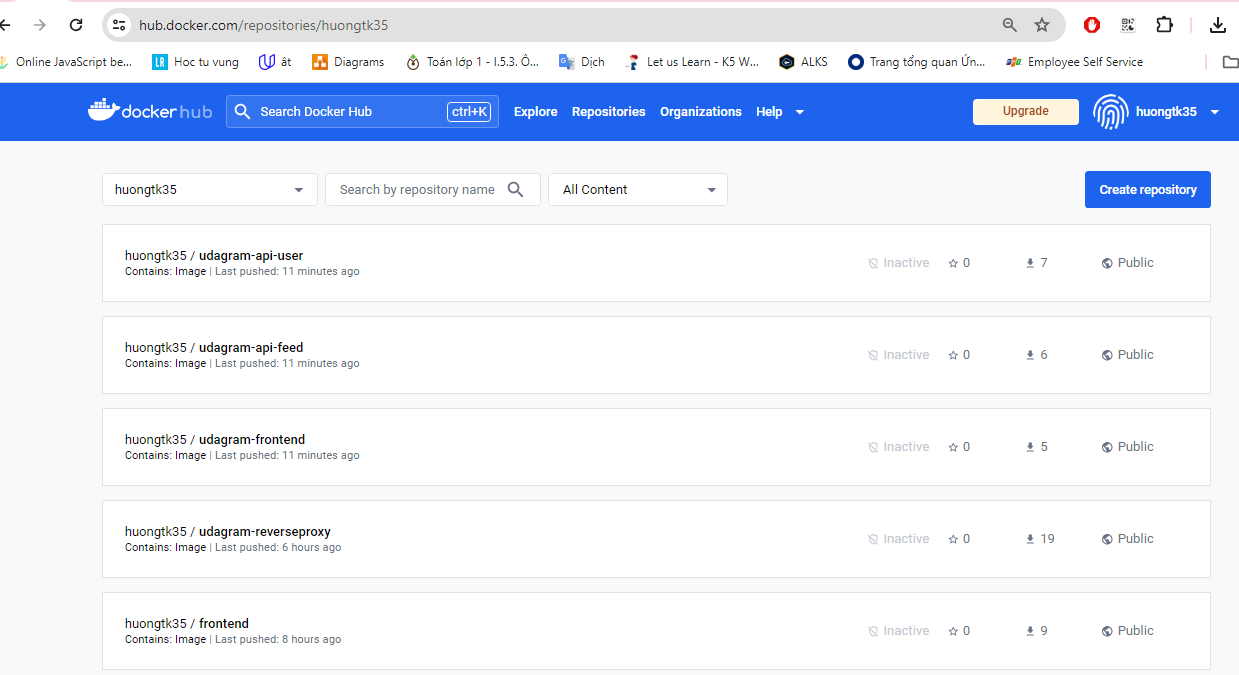 hub.docker.com/repositories/huongtk35
Online JavaScript be... LR Hoc tu vung ât Diagrams Toán lớp 1 - I.5.3. Ô... Dịch Let us Learn - K5 W... ALKS Trang tổng quan Ún... Employee Self Service
docker hub Search Docker Hub ctrl+K Explore Repositories Organizations Help Upgrade huongtk35
huongtk35 Search by repository name All Content Create repository
huongtk35 / udagram-api-user
Contains: Image | Last pushed: 11 minutes ago
Inactive 0 7 Public
huongtk35 / udagram-api-feed
Contains: Image | Last pushed: 11 minutes ago
Inactive 0 6 Public
huongtk35 / udagram-frontend
Contains: Image | Last pushed: 11 minutes ago
Inactive 0 5 Public
huongtk35 / udagram-reverseproxy
Contains: Image | Last pushed: 6 hours ago
Inactive 0 19 Public
huongtk35 / frontend
Contains: Image | Last pushed: 8 hours ago
Inactive 0 9 Public